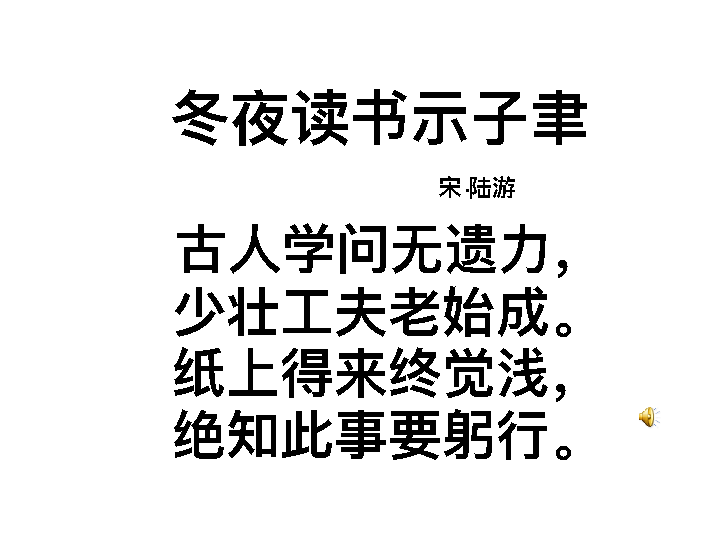 冬夜读书示子聿
宋·陆游
古人学问无遗力，
少壮工夫老始成。
纸上得来终觉浅，
绝知此事要躬行。